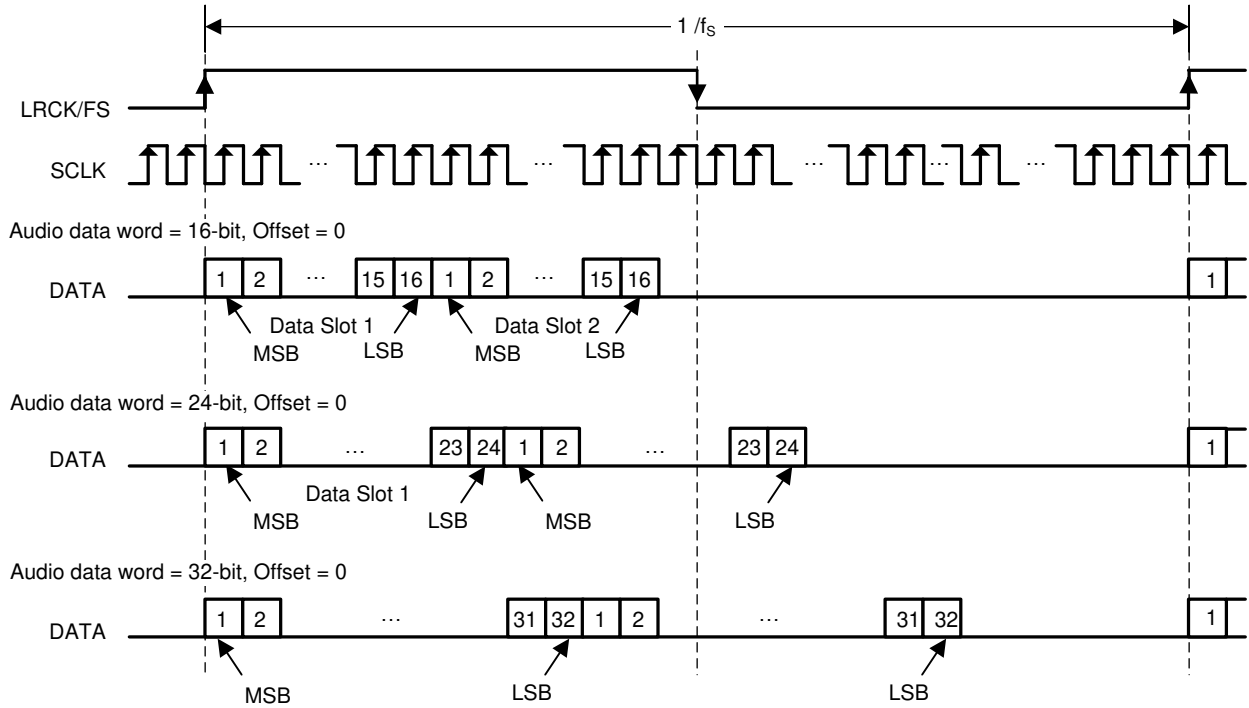 1 /fS
LRCK/FS
SCLK … … … … …
Audio data word = 16-bit, Offset = 0
DATA 1 2 … 15 16 1 2 … 15 16 1
Data Slot 1 Data Slot 2
MSB LSB MSB LSB
Audio data word = 24-bit, Offset = 0
DATA 1 2 … 23 24 1 2 … 23 24 1
Data Slot 1
MSB LSB MSB LSB
Audio data word = 32-bit, Offset = 0
DATA 1 2 … 31 32 1 2 … 31 32 1
MSB LSB LSB